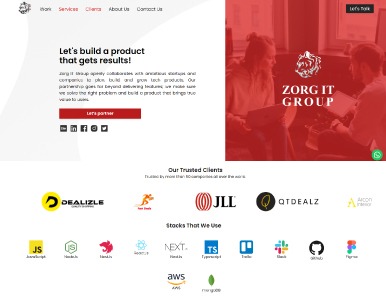 Work Services Clients About Us Contact Us
Let's Talk
Let's build a product
that gets results!
Zorg IT Group openly collaborates with ambitious startups and
companies to plan, build and grow tech products. Our
partnership goes far beyond delivering features; we make sure
we solve the right problem and build a product that brings true
value to users.
Let's partner
ZORG IT
GROUP
Our Trusted Clients
Trusted by more than 50 companies all over the world.
DEALIZLE
JLL
QTDEALZ
Stacks That We Use
JS
NEXT
TS
JavaScript
Node.js
Nest.js
React.js
Next.js
Typescript
Trello
Slack
GitHub
Figma
aws
AWS
mongoDB